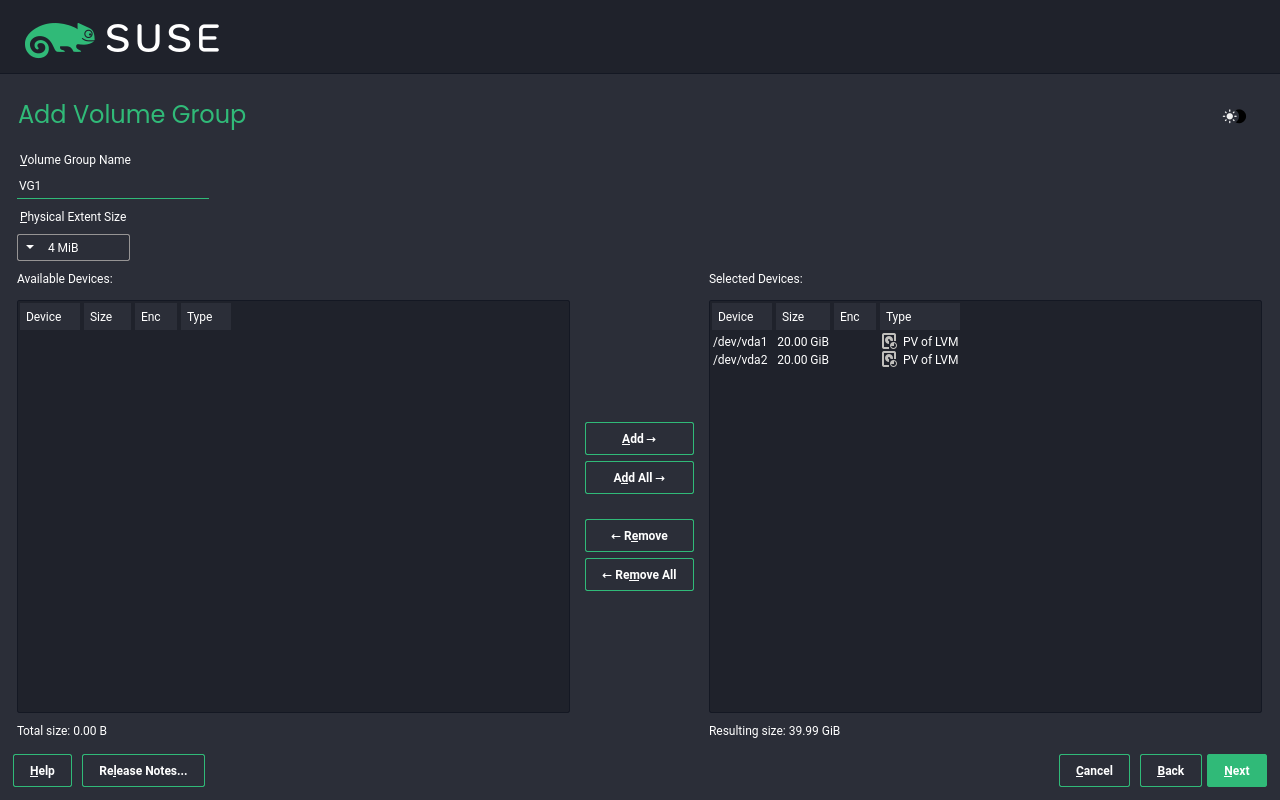 SUSE
Add Volume Group
Volume Group Name
VG1
Physical Extent Size
4 MiB
Available Devices:
Device Size Enc Type
Add →
Add All →
← Remove
← Remove All
Selected Devices:
Device Size Enc Type
/dev/vda1 20.00 GiB PV of LVM
/dev/vda2 20.00 GiB PV of LVM
Total size: 0.00 B
Resulting size: 39.99 GiB
Help Release Notes... Cancel Back Next